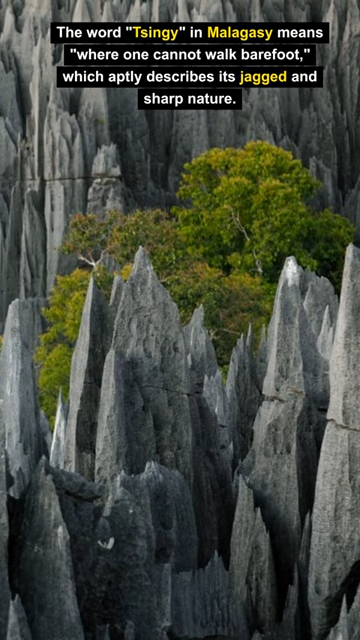 The word "Tsingy" in Malagasy means
"where one cannot walk barefoot,"
which aptly describes its jagged and
sharp nature.